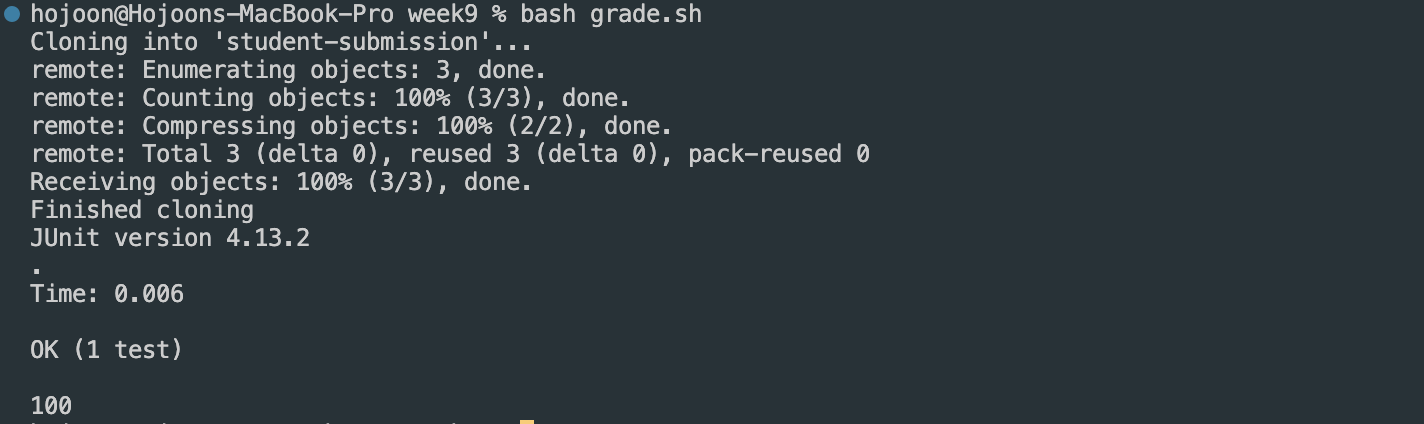 hojoon@Hojoons-MacBook-Pro week9 % bash grade.sh
Cloning into 'student-submission'...
remote: Enumerating objects: 3, done.
remote: Counting objects: 100% (3/3), done.
remote: Compressing objects: 100% (2/2), done.
remote: Total 3 (delta 0), reused 3 (delta 0), pack-reused 0
Receiving objects: 100% (3/3), done.
Finished cloning
JUnit version 4.13.2
.
Time: 0.006
OK (1 test)
100